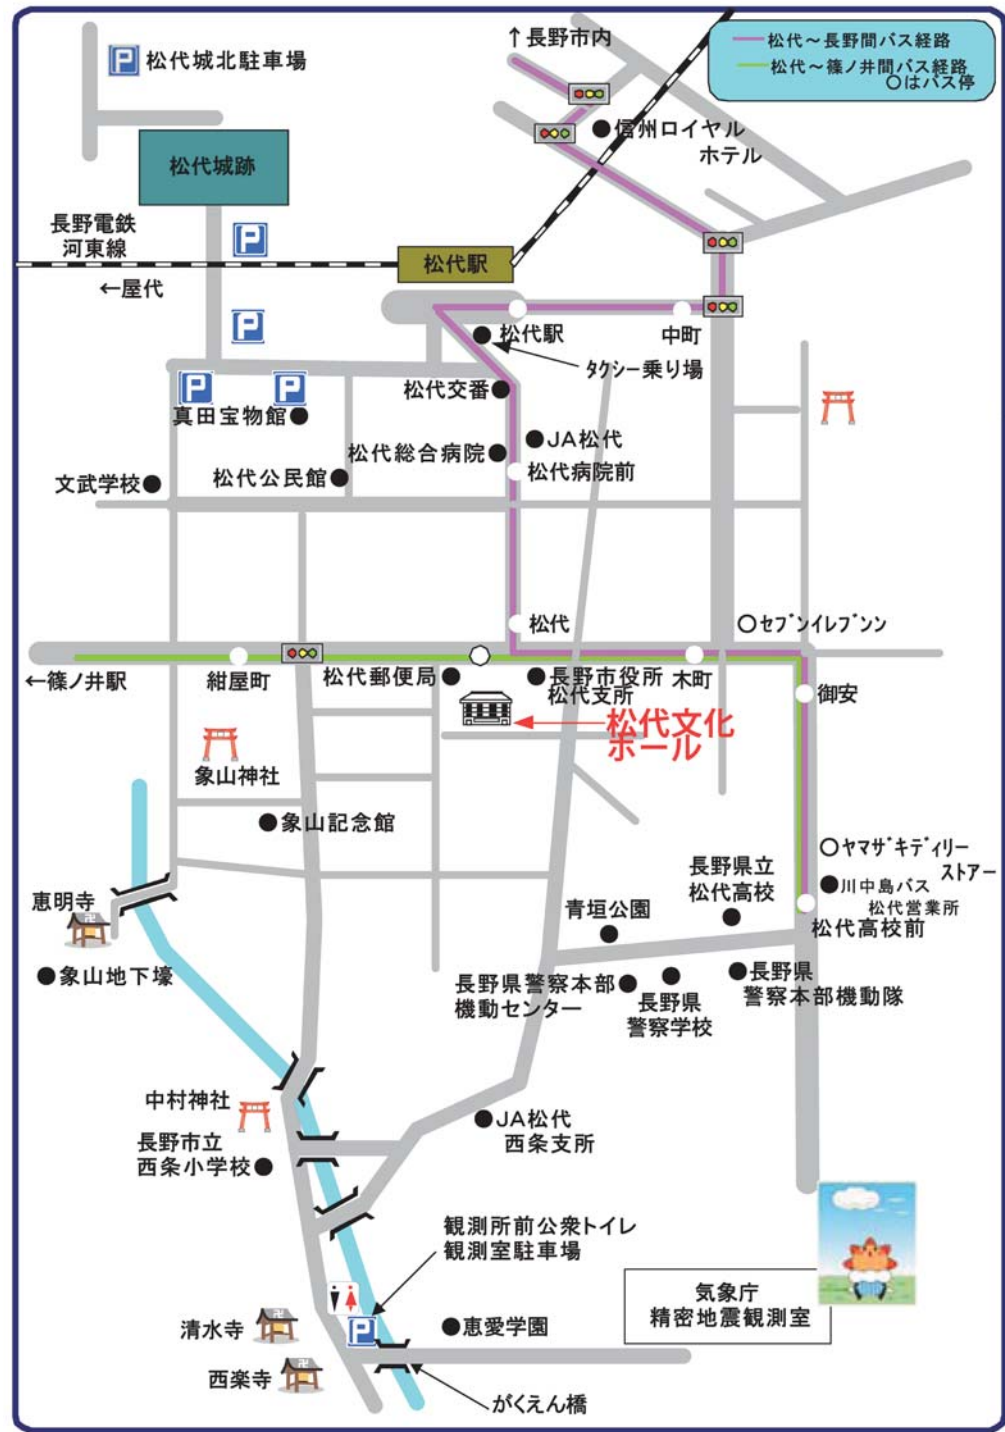 ↑長野市内
松代～長野間バス経路
松代～篠ノ井間バス経路
○はバス停
P
松代城北駐車場
信州ロイヤル
ホテル
松代城跡
長野電鉄
河東線
P
松代駅
←屋代
P
松代駅
中町
タクシー乗り場
P
P
松代交番
真田宝物館
JA松代
松代総合病院
松代病院前
文武学校
松代公民館
松代
○セブンイレブンン
←篠ノ井駅
紺屋町
松代郵便局
長野市役所
松代支所
木町
御安
松代文化
ホール
象山神社
象山記念館
○ヤマザキディリー
ストアー
長野県立
松代高校
川中島バス
松代営業所
松代高校前
恵明寺
青垣公園
象山地下壕
長野県警察本部
機動センター
長野県
警察学校
長野県
警察本部機動隊
中村神社
JA松代
西条支所
長野市立
西条小学校
観測所前公衆トイレ
観測室駐車場
気象庁
精密地震観測室
清水寺
P
恵愛学園
西楽寺
がくえん橋